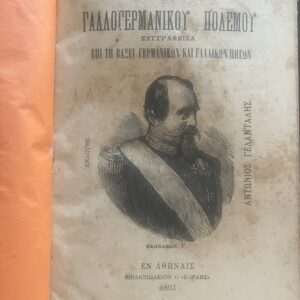 ΓΑΛΛΟΓΕΡΜΑΝΙΚΟΥ ΠΟΛΕΜΟΥ
ΣΥΓΓΡΑΦΕΙΣΑ
ΕΠΙ ΤΗ ΒΑΣΕΙ ΓΕΡΜΑΝΙΚΩΝ ΚΑΙ ΓΑΛΛΙΚΩΝ ΠΗΓΩΝ
ΕΚΔΟΤΗΣ
ΑΝΤΩΝΙΟΣ ΓΕΛΑΝΤΑΛΗΣ
ΝΑΠΟΛΕΩΝ Γ'.
ΕΝ ΑΘΗΝΑΙΣ
ΒΙΒΛΙΟΠΩΛΕΙΟΝ Ο «ΚΟΡΑΗΣ»
1893